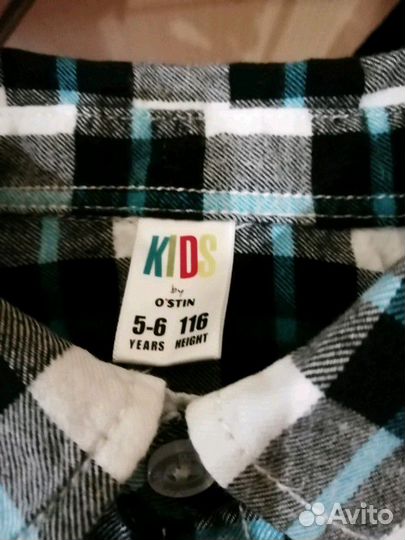 KIDS
by
O'STIN
5-6 116
YEARS HEIGHT
Avito